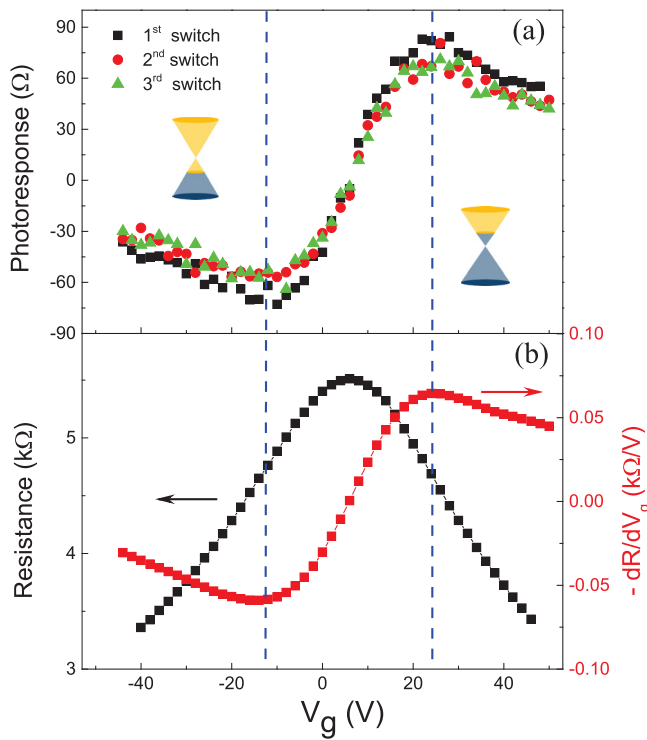 (a)
1st switch
2nd switch
3rd switch
90
60
30
0
-30
-60
-90
Photoresponse (Ω)
(b)
5
4
3
Resistance (kΩ)
0.10
0.05
0.00
-0.05
-0.10
- dR/dVg (kΩ/V)
-40 -20 0 20 40
Vg (V)